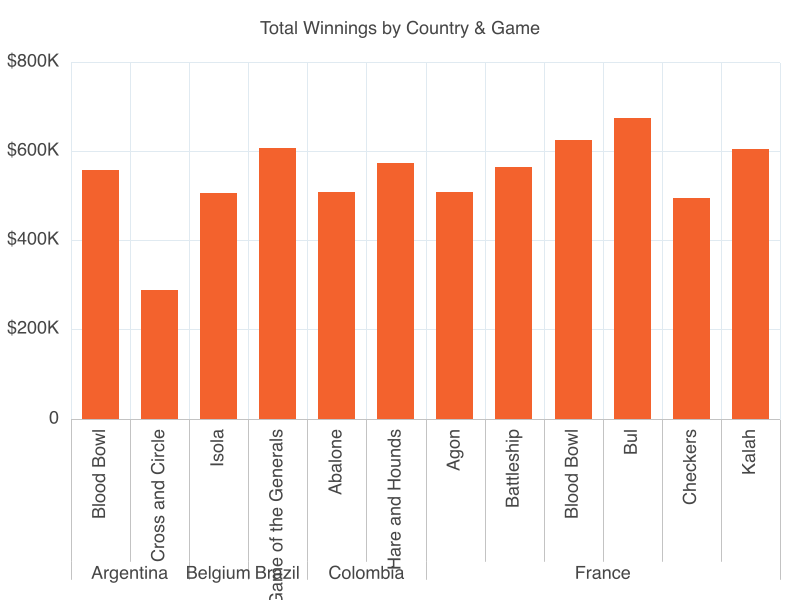 Total Winnings by Country & Game
$800K
$600K
$400K
$200K
0
Blood Bowl
Cross and Circle
Isola
Game of the Generals
Abalone
Hare and Hounds
Agon
Battleship
Blood Bowl
Bul
Checkers
Kalah
Argentina
Belgium
Brazil
Colombia
France